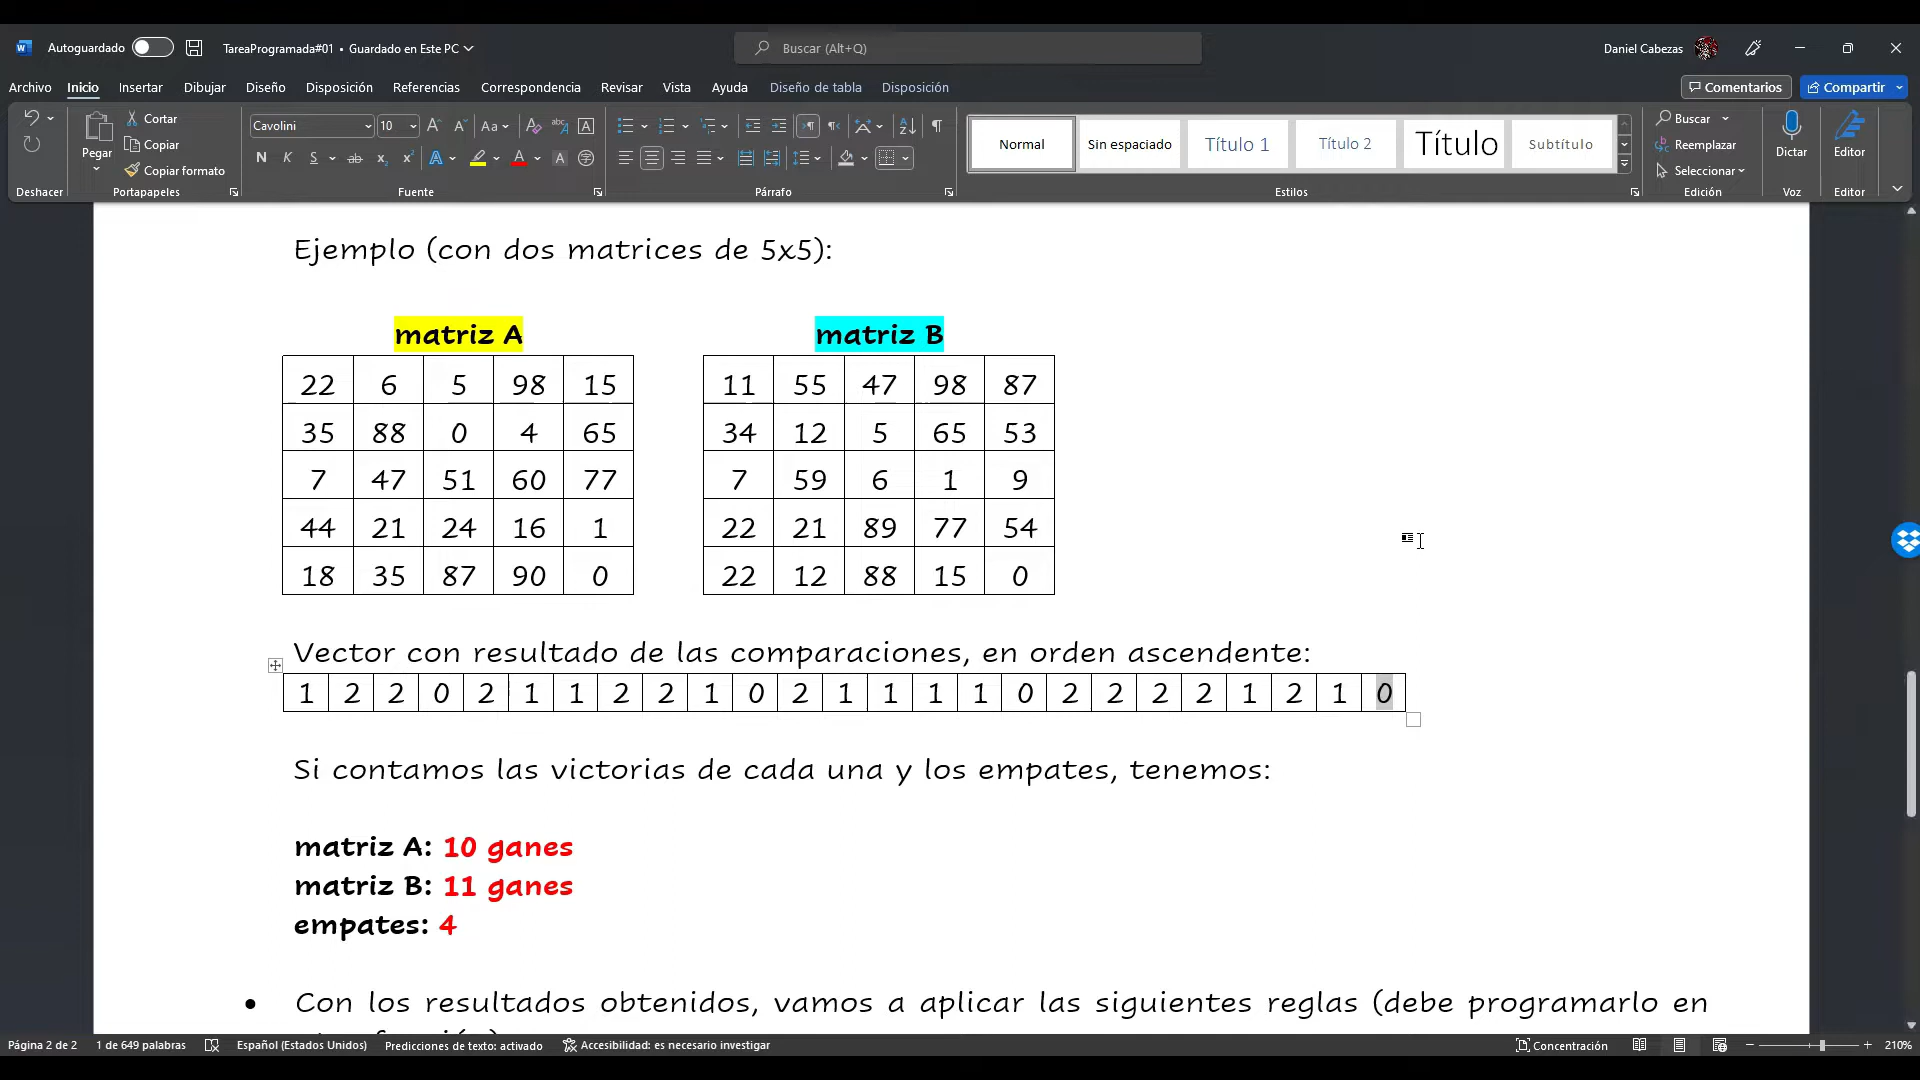 Autoguardado TareaProgramada#01 • Guardado en Este PC Buscar (Alt+Q) Daniel Cabezas
Archivo Inicio Insertar Dibujar Diseño Disposición Referencias Correspondencia Revisar Vista Ayuda Diseño de tabla Disposición Comentarios Compartir
Pegar Cortar Copiar Copiar formato
Cavolini 10
N K S ab
Normal Sin espaciado Título 1 Título 2 Título Subtítulo
Buscar Reemplazar Seleccionar Dictar Editor
Deshacer Portapapeles Fuente Párrafo Estilos Edición Voz Editor
Ejemplo (con dos matrices de 5x5):
matriz A matriz B
22 6 5 98 15 11 55 47 98 87
35 88 0 4 65 34 12 5 65 53
7 47 51 60 77 7 59 6 1 9
44 21 24 16 1 22 21 89 77 54
18 35 87 90 0 22 12 88 15 0
Vector con resultado de las comparaciones, en orden ascendente:
1 2 2 0 2 1 1 2 2 1 0 2 1 1 1 1 0 2 2 2 2 1 2 1 0
Si contamos las victorias de cada una y los empates, tenemos:
matriz A: 10 ganes
matriz B: 11 ganes
empates: 4
• Con los resultados obtenidos, vamos a aplicar las siguientes reglas (debe programarlo en
Página 2 de 2 1 de 649 palabras Español (Estados Unidos) Predicciones de texto: activado Accesibilidad: es necesario investigar Concentración 210%